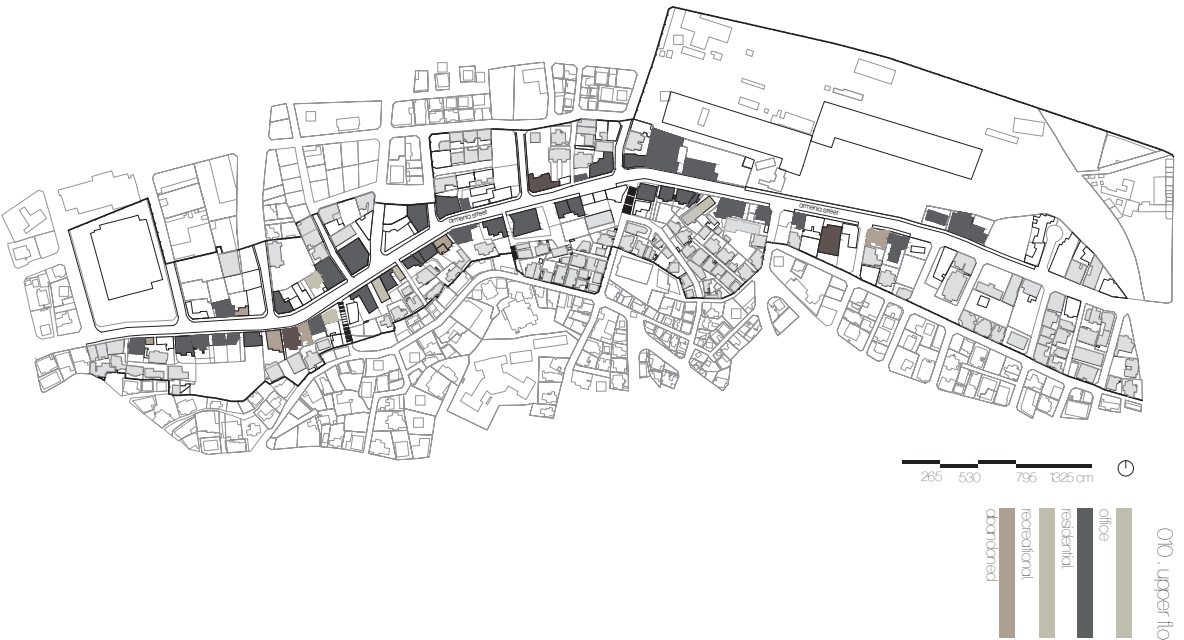 armenia street
armenia street
265 530 795 1325 cm
abandoned
recreational
residential
office
010 . upper flo